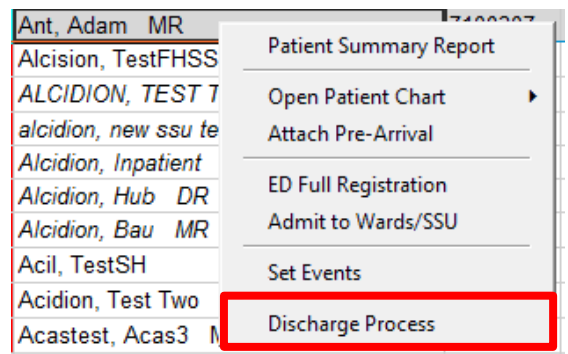 Ant, Adam MR
Alcision, TestFHSS
ALCIDION, TEST T
alcidion, new ssu te
Alcidion, Inpatient
Alcidion, Hub DR
Alcidion, Bau MR
Acil, TestSH
Acidion, Test Two
Acastest, Acas3
Patient Summary Report
Open Patient Chart
Attach Pre-Arrival
ED Full Registration
Admit to Wards/SSU
Set Events
Discharge Process